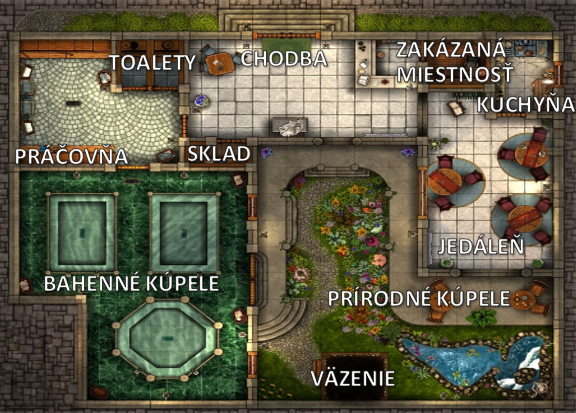 TOALETY
CHODBA
ZAKÁZANÁ
MIESTNOSŤ
KUCHYŇA
PRÁČOVŇA
SKLAD
JEDÁLEŇ
BAHENNÉ KÚPELE
PRÍRODNÉ KÚPELE
VÄZENIE